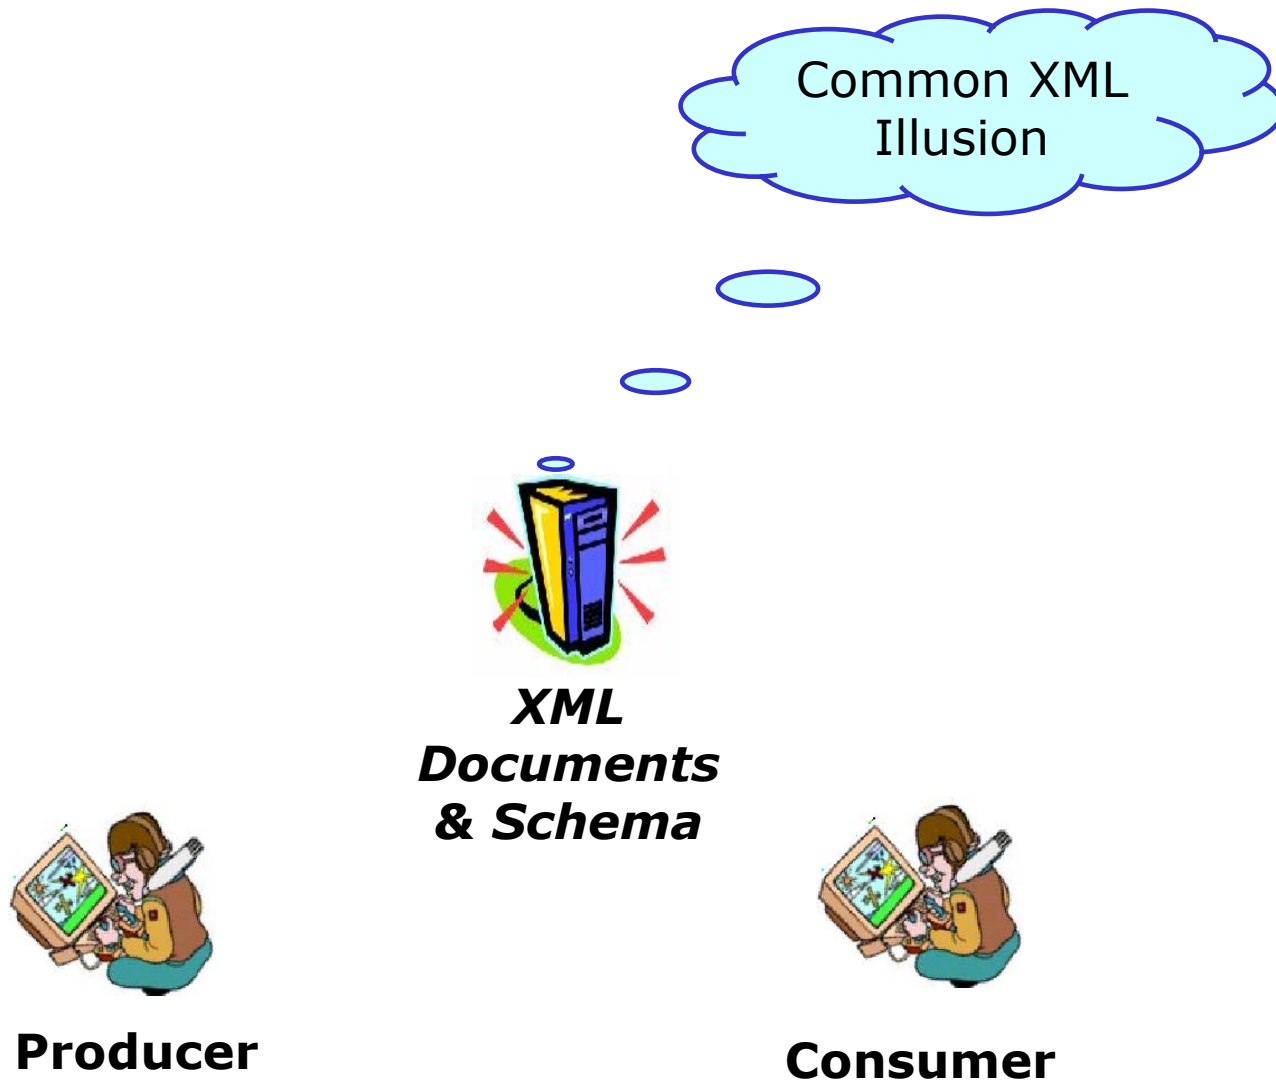 Common XML
Illusion
XML
Documents
& Schema
Producer
Consumer